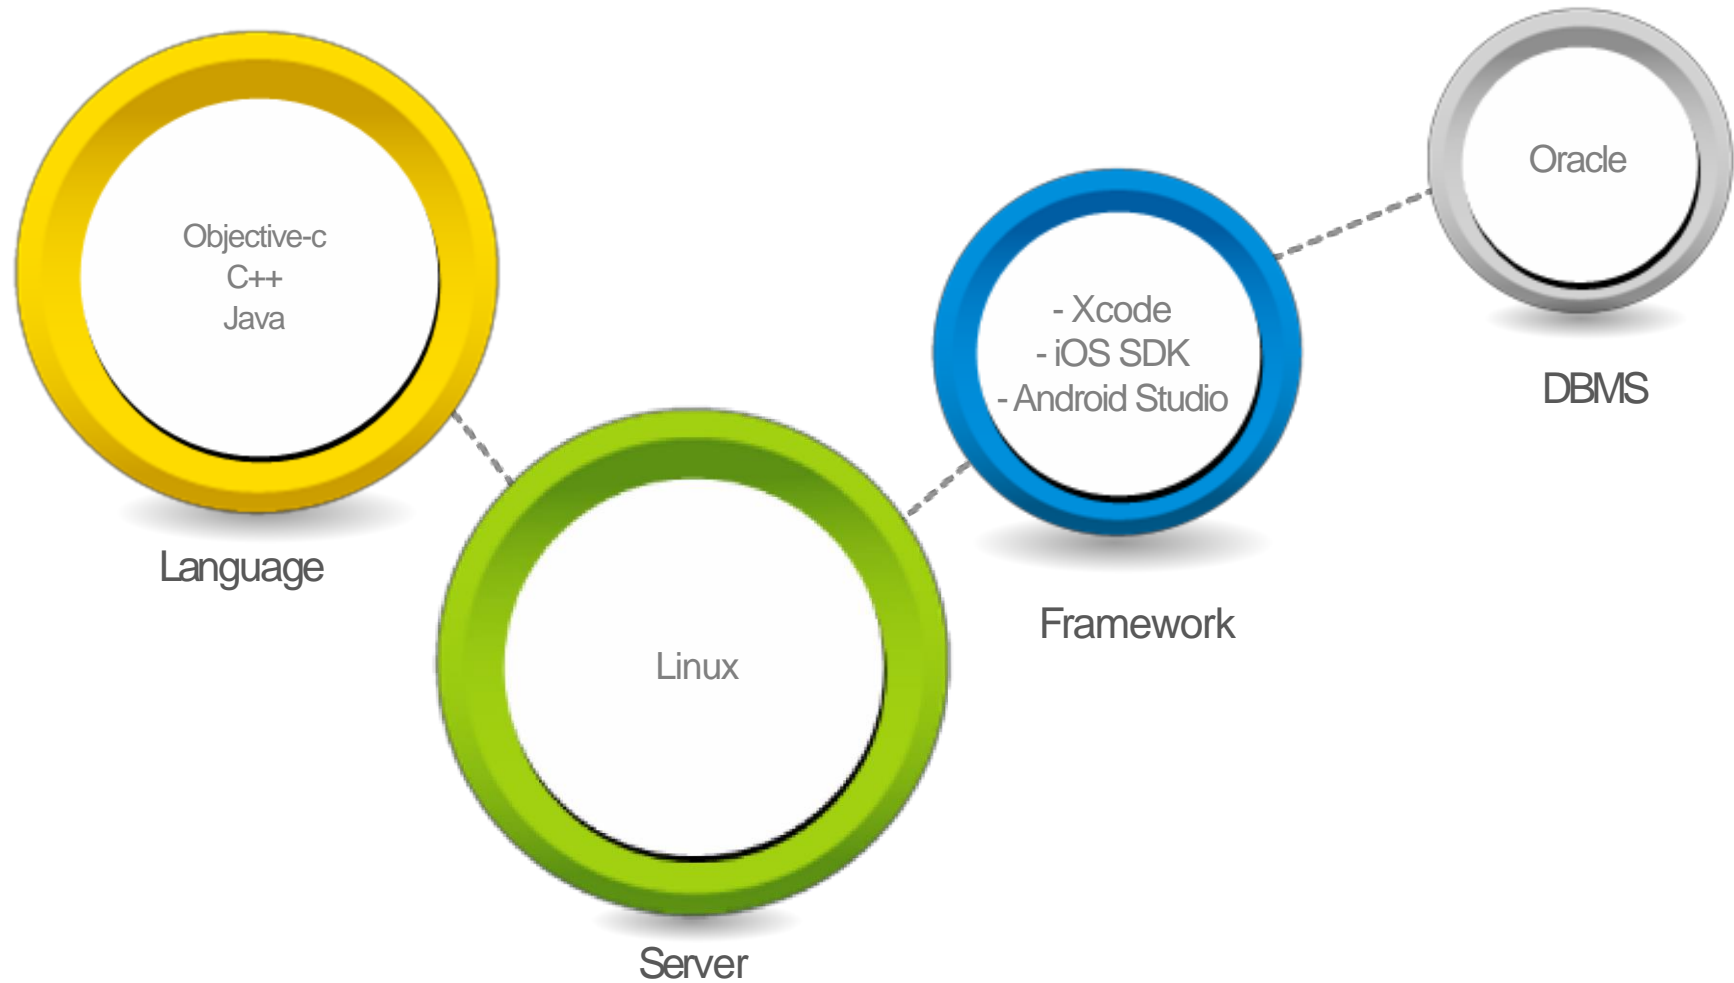 Objective-c
C++
Java
Language
Linux
Server
- Xcode
- iOS SDK
- Android Studio
Framework
Oracle
DBMS